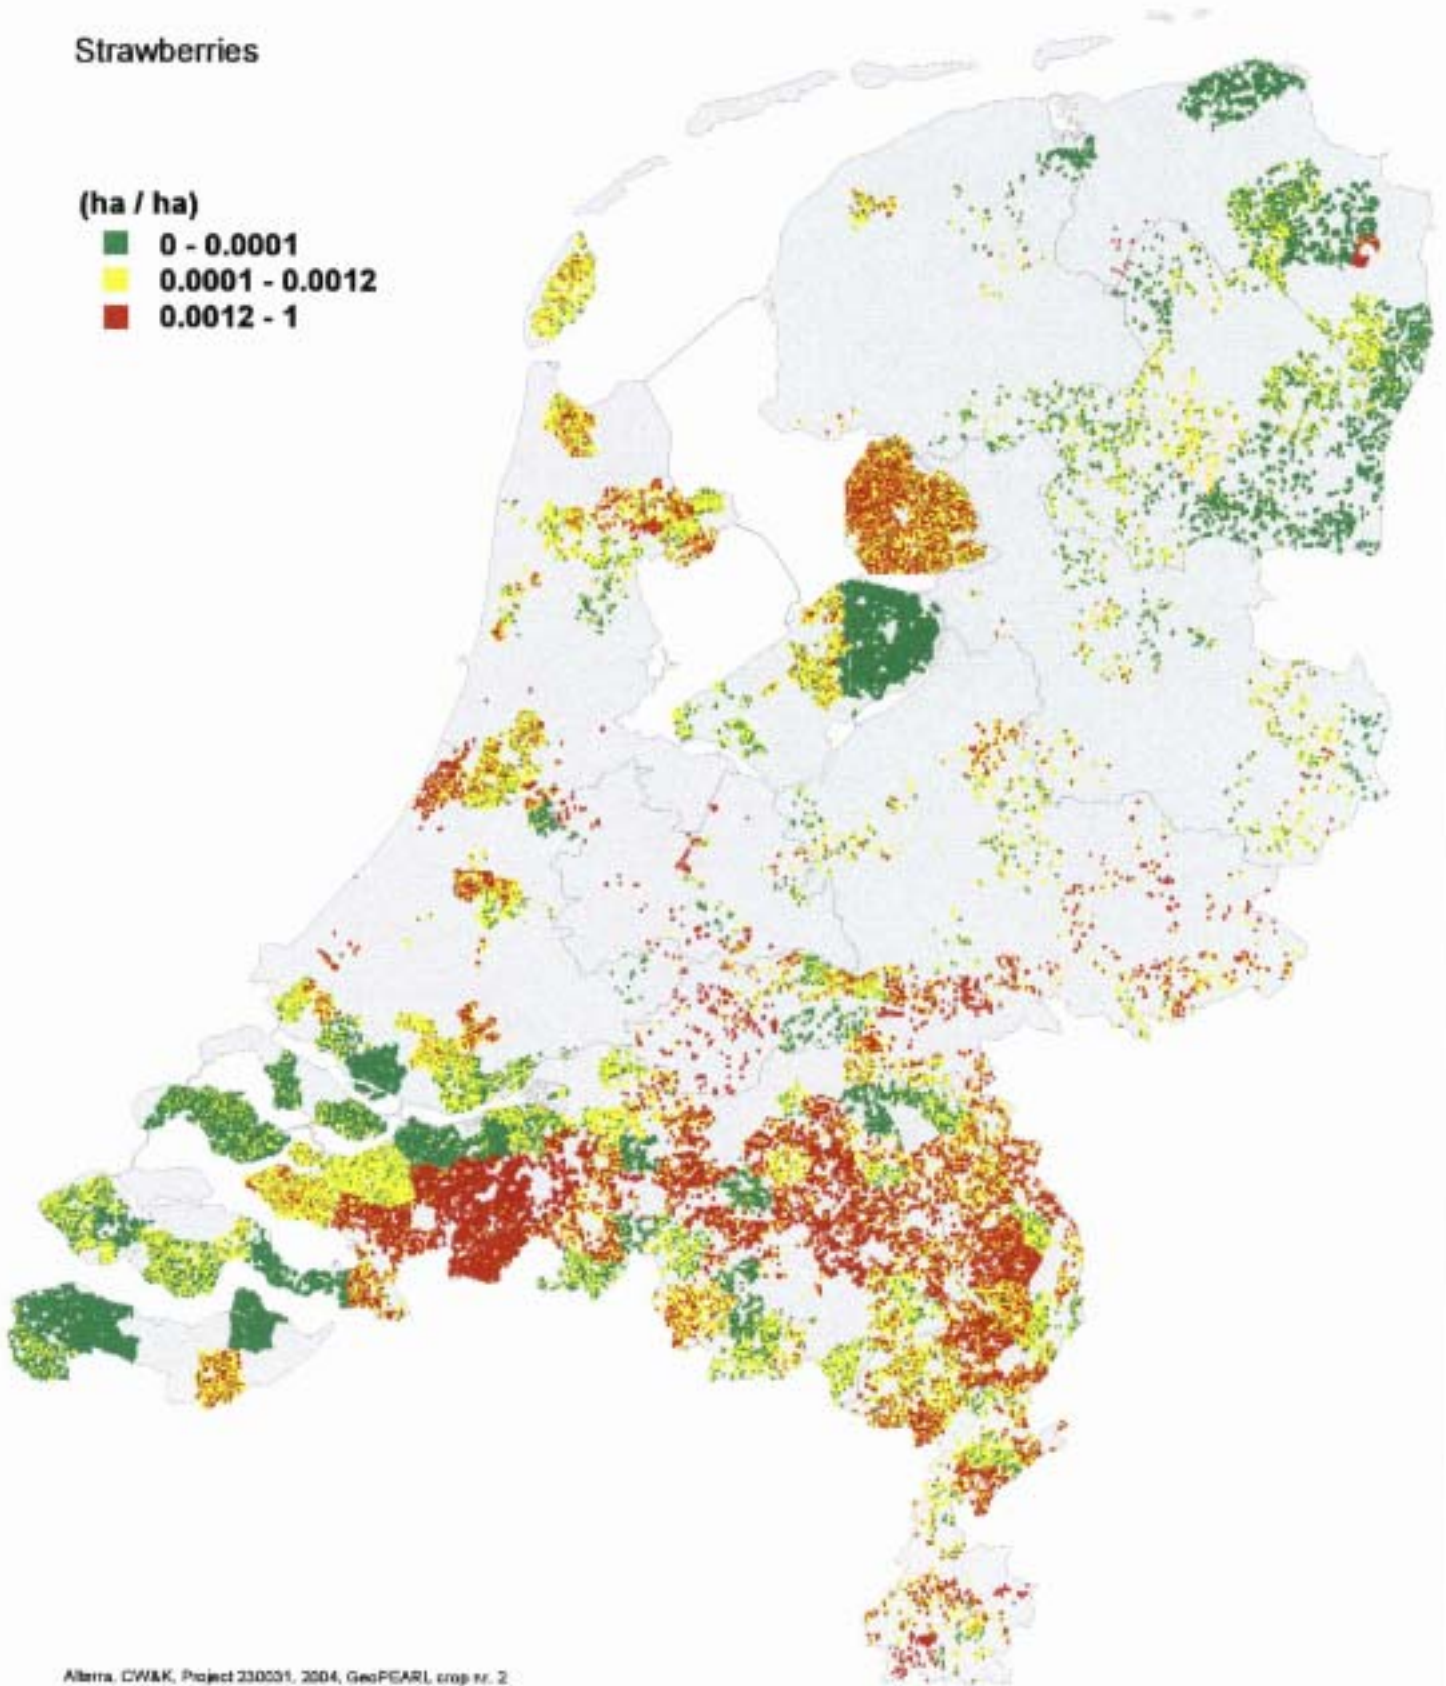 Strawberries
(ha / ha)
0 - 0.0001
0.0001 - 0.0012
0.0012 - 1
Alterra, CW&K, Project 230031, 2004, GeoPEARL crop nr. 2